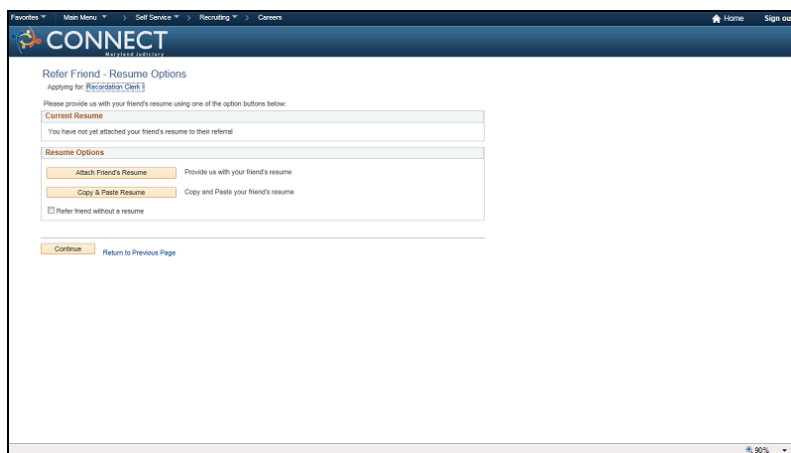 Favorites Main Menu > Self Service > Recruiting > Careers Home Sign ou
CONNECT
Maryland Judiciary
Refer Friend - Resume Options
Applying for: Recordation Clerk I
Please provide us with your friend's resume using one of the option buttons below:
Current Resume
You have not yet attached your friend's resume to their referral
Resume Options
Attach Friend's Resume Provide us with your friend's resume
Copy & Paste Resume Copy and Paste your friend's resume
Refer friend without a resume
Continue Return to Previous Page
90%